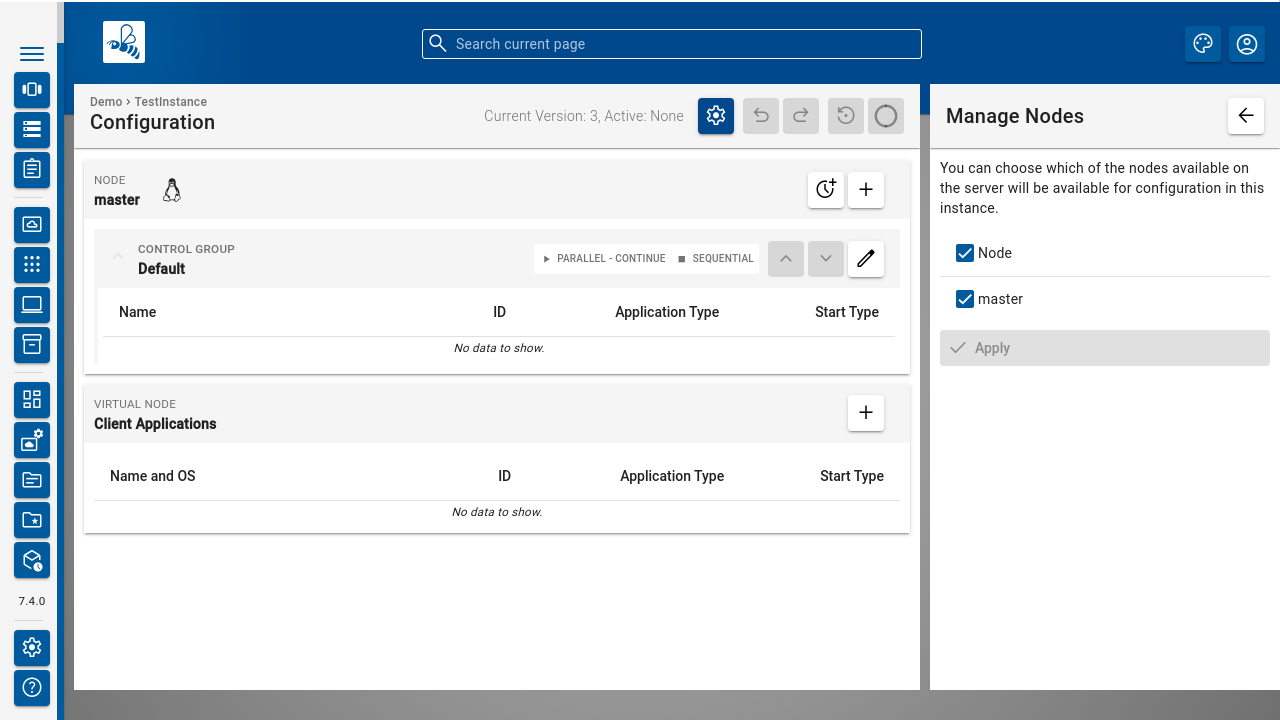 Search current page
Demo › TestInstance
Configuration
Current Version: 3, Active: None
NODE
master
CONTROL GROUP
Default
PARALLEL - CONTINUE
SEQUENTIAL
Name ID Application Type Start Type
No data to show.
VIRTUAL NODE
Client Applications
Name and OS ID Application Type Start Type
No data to show.
Manage Nodes
You can choose which of the nodes available on
the server will be available for configuration in this
instance.
Node
master
Apply
7.4.0